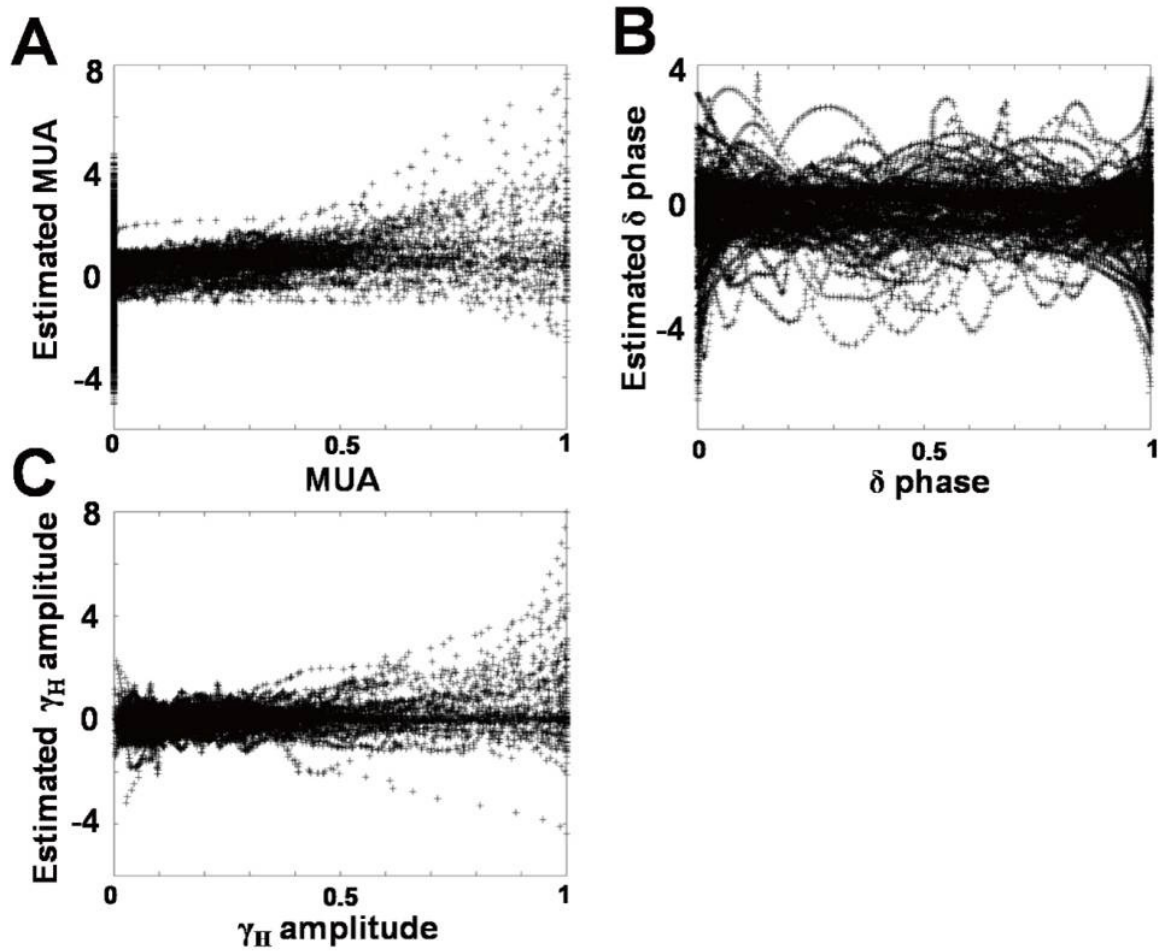 A
8
4
0
-4
Estimated MUA
0
0.5
1
MUA
B
4
0
-4
Estimated δ phase
0
0.5
1
δ phase
C
8
4
0
-4
Estimated γH amplitude
0
0.5
1
γH amplitude